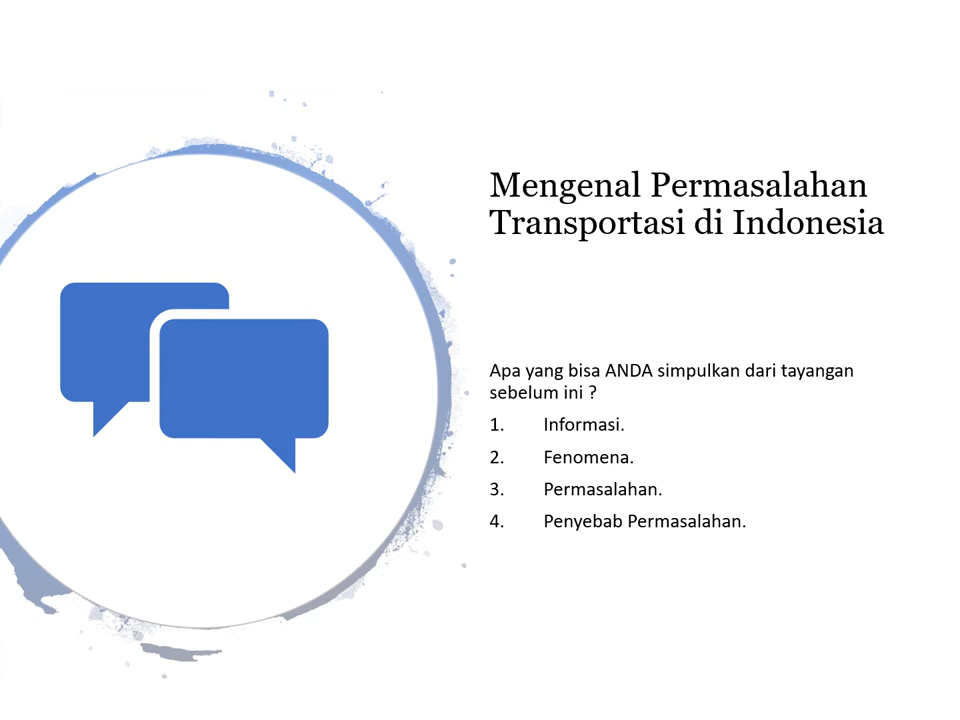 Mengenal Permasalahan
Transportasi di Indonesia
Apa yang bisa ANDA simpulkan dari tayangan
sebelum ini ?
1. Informasi.
2. Fenomena.
3. Permasalahan.
4. Penyebab Permasalahan.